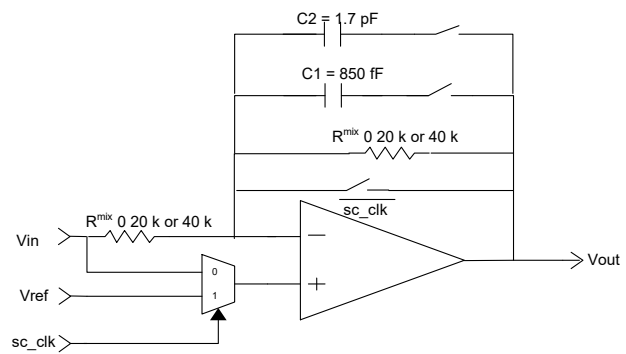 C2 = 1.7 pF
C1 = 850 fF
Rmix 0 20 k or 40 k
sc_clk
Rmix 0 20 k or 40 k
Vin
0
Vref
1
sc_clk
Vout